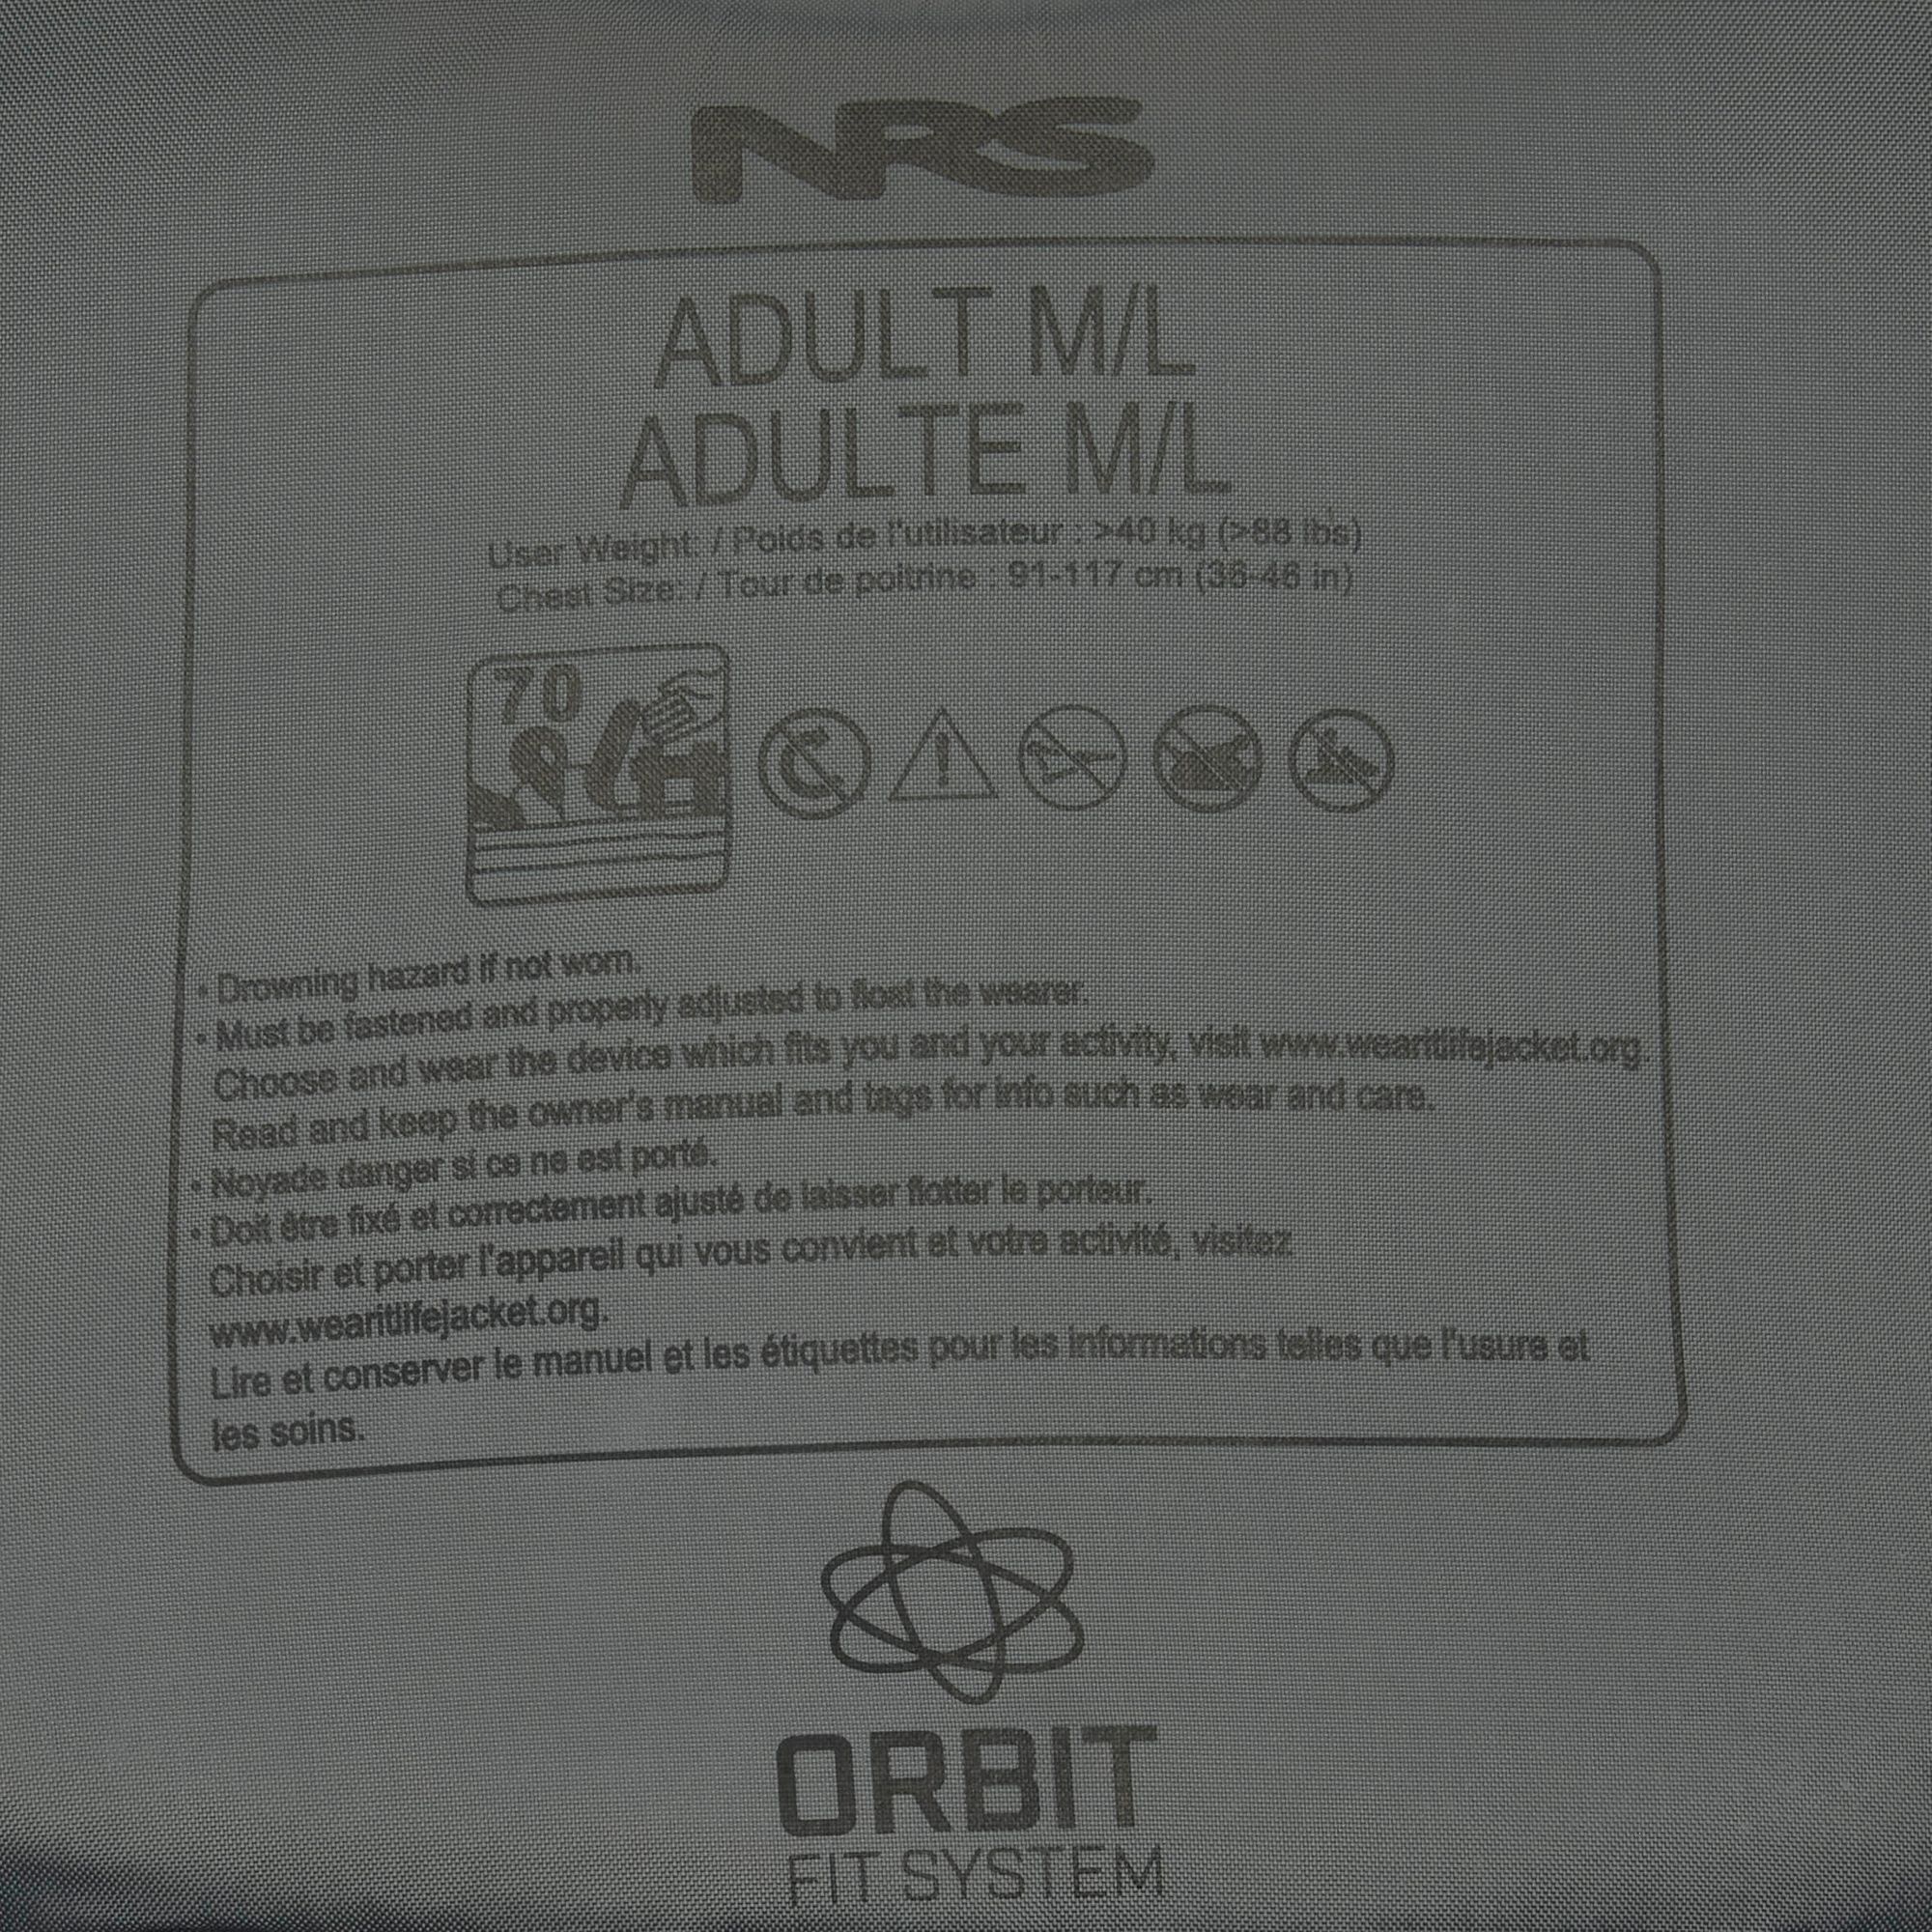 NRS
ADULT M/L
ADULTE M/L
User Weight: / Poids de l'utilisateur : >40 kg (>88 lbs)
Chest Size: / Tour de poitrine : 91-117 cm (36-46 in)
70
• Drowning hazard if not worn.
• Must be fastened and properly adjusted to float the wearer.
Choose and wear the device which fits you and your activity, visit www.wearitlifejacket.org.
Read and keep the owner's manual and tags for info such as wear and care.
• Noyade danger si ce ne est porté.
• Doit être fixé et correctement ajusté de laisser flotter le porteur.
Choisir et porter l'appareil qui vous convient et votre activité, visitez
www.wearitlifejacket.org.
Lire et conserver le manuel et les étiquettes pour les informations telles que l'usure et
les soins.
ORBIT
FIT SYSTEM